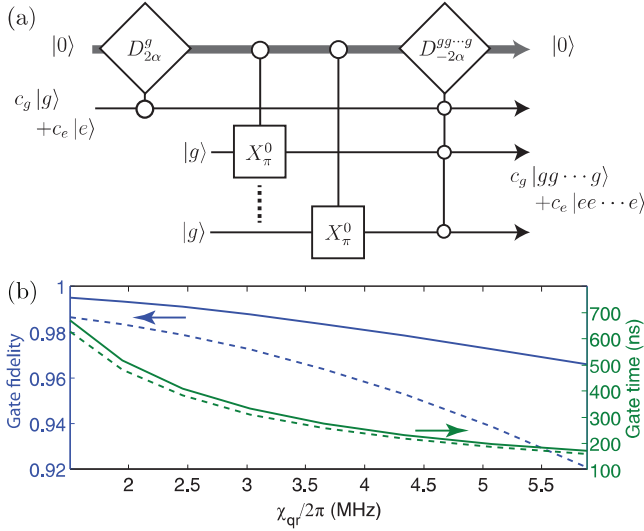 (a)
|0⟩ D^g_{2α} D^{gg···g}_{-2α} |0⟩
c_g |g⟩
+c_e |e⟩
|g⟩ X^0_π
c_g |gg ··· g⟩
+c_e |ee ··· e⟩
|g⟩ X^0_π
(b)
1
0.98
0.96
0.94
0.92
Gate fidelity
700
600
500
400
300
200
100
Gate time (ns)
2 2.5 3 3.5 4 4.5 5 5.5
χ_qr/2π (MHz)